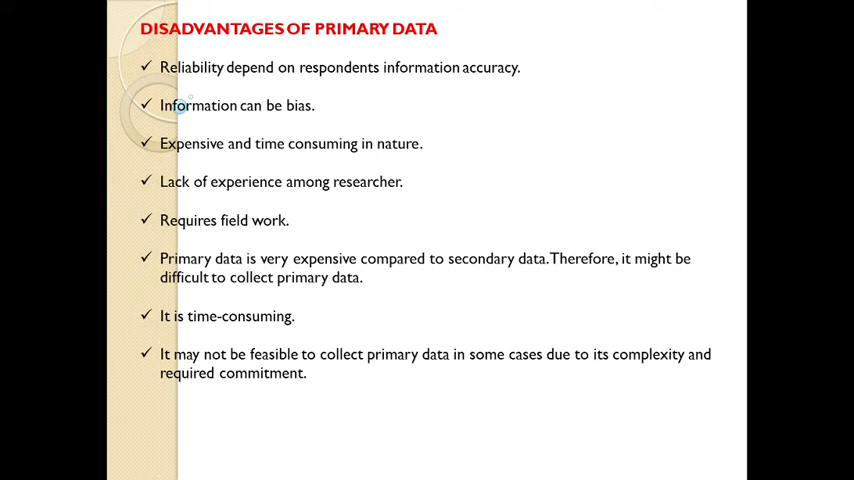 DISADVANTAGES OF PRIMARY DATA
✓ Reliability depend on respondents information accuracy.
✓ Information can be bias.
✓ Expensive and time consuming in nature.
✓ Lack of experience among researcher.
✓ Requires field work.
✓ Primary data is very expensive compared to secondary data. Therefore, it might be
difficult to collect primary data.
✓ It is time-consuming.
✓ It may not be feasible to collect primary data in some cases due to its complexity and
required commitment.